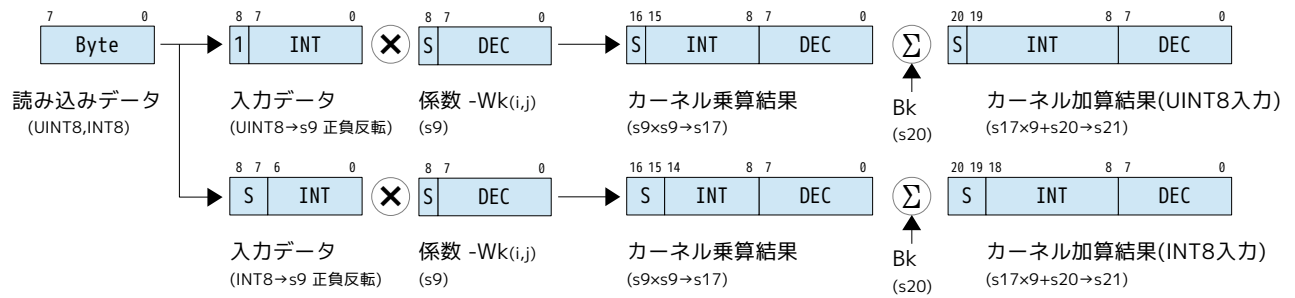 7 0 8 7 0 8 7 0 16 15 8 7 0 20 19 8 7 0
Byte 1 INT × S DEC S INT DEC Σ S INT DEC
読み込みデータ 入力データ 係数 -Wk(i,j) カーネル乗算結果 Bk カーネル加算結果(UINT8入力)
(UINT8,INT8) (UINT8→s9 正負反転) (s9) (s9xs9→s17) (s20) (s17×9+s20→s21)
8 7 6 0 8 7 0 16 15 14 8 7 0 20 19 18 8 7 0
S INT × S DEC S INT DEC Σ S INT DEC
入力データ 係数 -Wk(i,j) カーネル乗算結果 Bk カーネル加算結果(INT8入力)
(INT8→s9 正負反転) (s9) (s9xs9→s17) (s20) (s17×9+s20→s21)